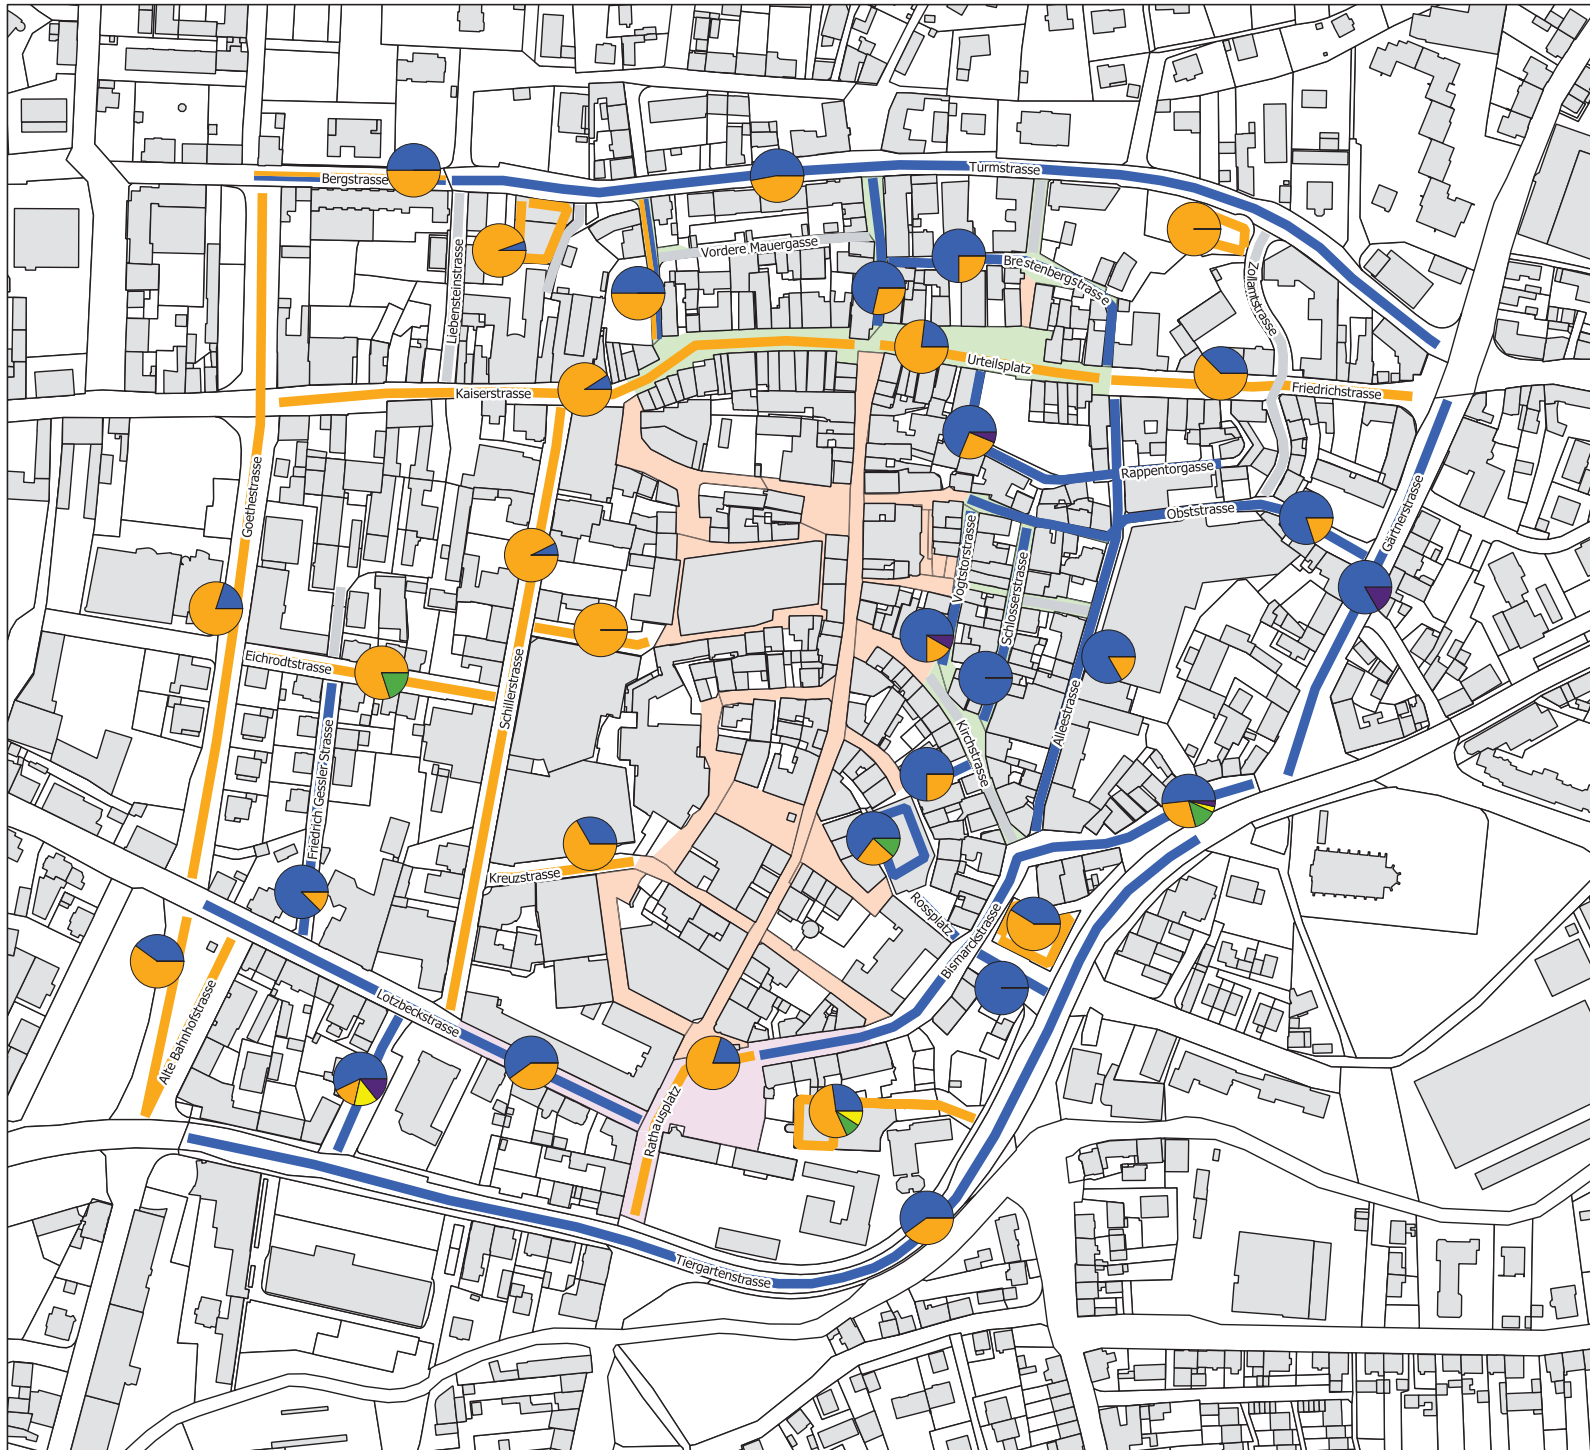 Turmstrasse
Bergstrasse
Vordere Mauergasse
Brestenbergstrasse
Zollamtstrasse
Liebensteinstrasse
Urteilsplatz
Kaiserstrasse
Friedrichstrasse
Rappentorgasse
Goethestrasse
Obststrasse
Gärtnerstrasse
Vogtstorstrasse
Schlosserstrasse
Eichrodtstrasse
Schillerstrasse
Alleestrasse
Kirchstrasse
Friedrich Gessler Strasse
Kreuzstrasse
Rossplatz
Bismarckstrasse
Lotzbeckstrasse
Alte Bahnhofstrasse
Rathausplatz
Tiergartenstrasse